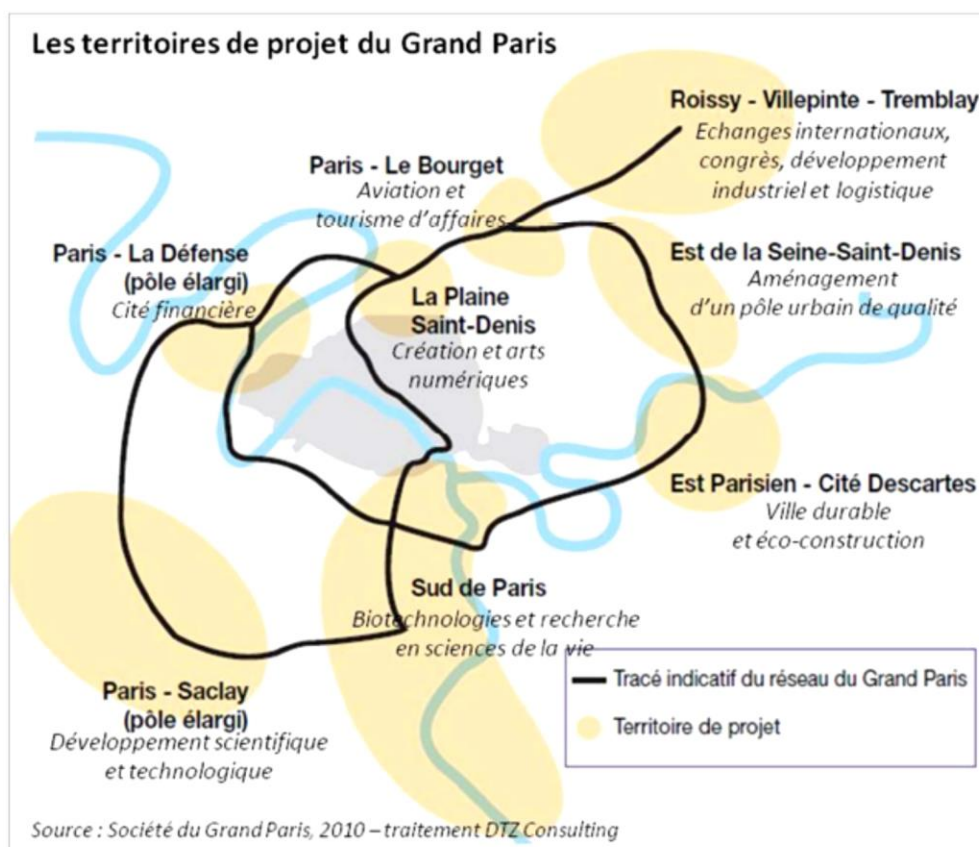 Les territoires de projet du Grand Paris
Roissy - Villepinte - Tremblay
Echanges internationaux,
congrès, développement
industriel et logistique
Paris - Le Bourget
Aviation et
tourisme d'affaires
Paris - La Défense
(pôle élargi)
Cité financière
La Plaine
Saint-Denis
Création et arts
numériques
Est de la Seine-Saint-Denis
Aménagement
d'un pôle urbain de qualité
Est Parisien - Cité Descartes
Ville durable
et éco-construction
Sud de Paris
Biotechnologies et recherche
en sciences de la vie
Paris - Saclay
(pôle élargi)
Développement scientifique
et technologique
Tracé indicatif du réseau du Grand Paris
Territoire de projet
Source : Société du Grand Paris, 2010 – traitement DTZ Consulting